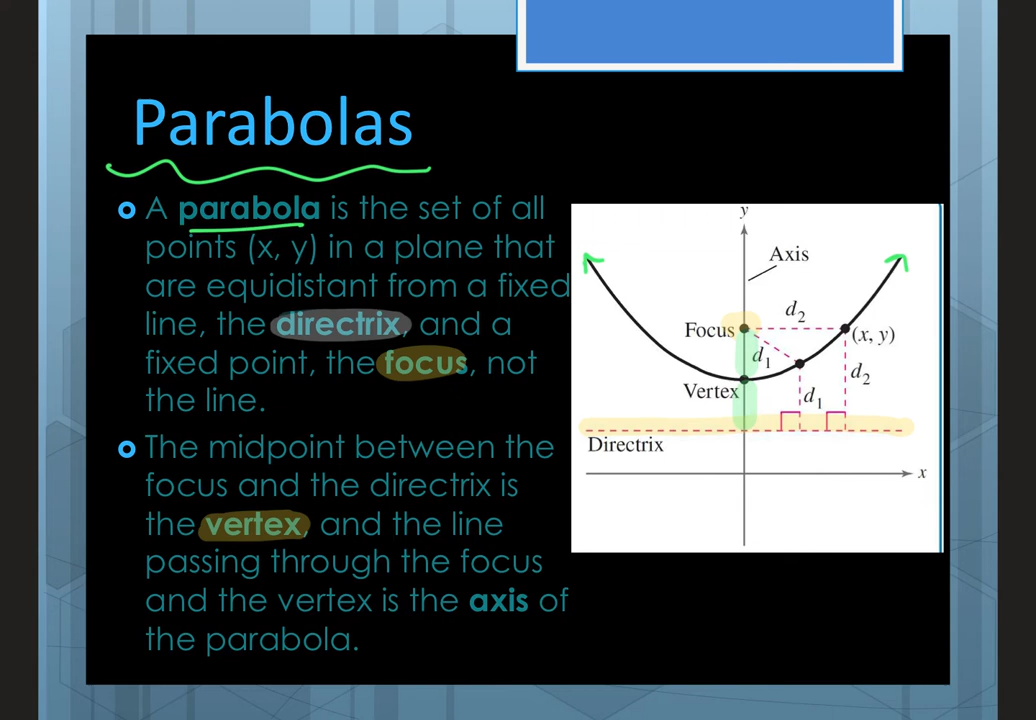 Parabolas
A parabola is the set of all
points (x, y) in a plane that
are equidistant from a fixed
line, the directrix, and a
fixed point, the focus, not
the line.
The midpoint between the
focus and the directrix is
the vertex, and the line
passing through the focus
and the vertex is the axis of
the parabola.
y
Axis
d2
Focus
(x, y)
d1
d2
Vertex
d1
Directrix
x